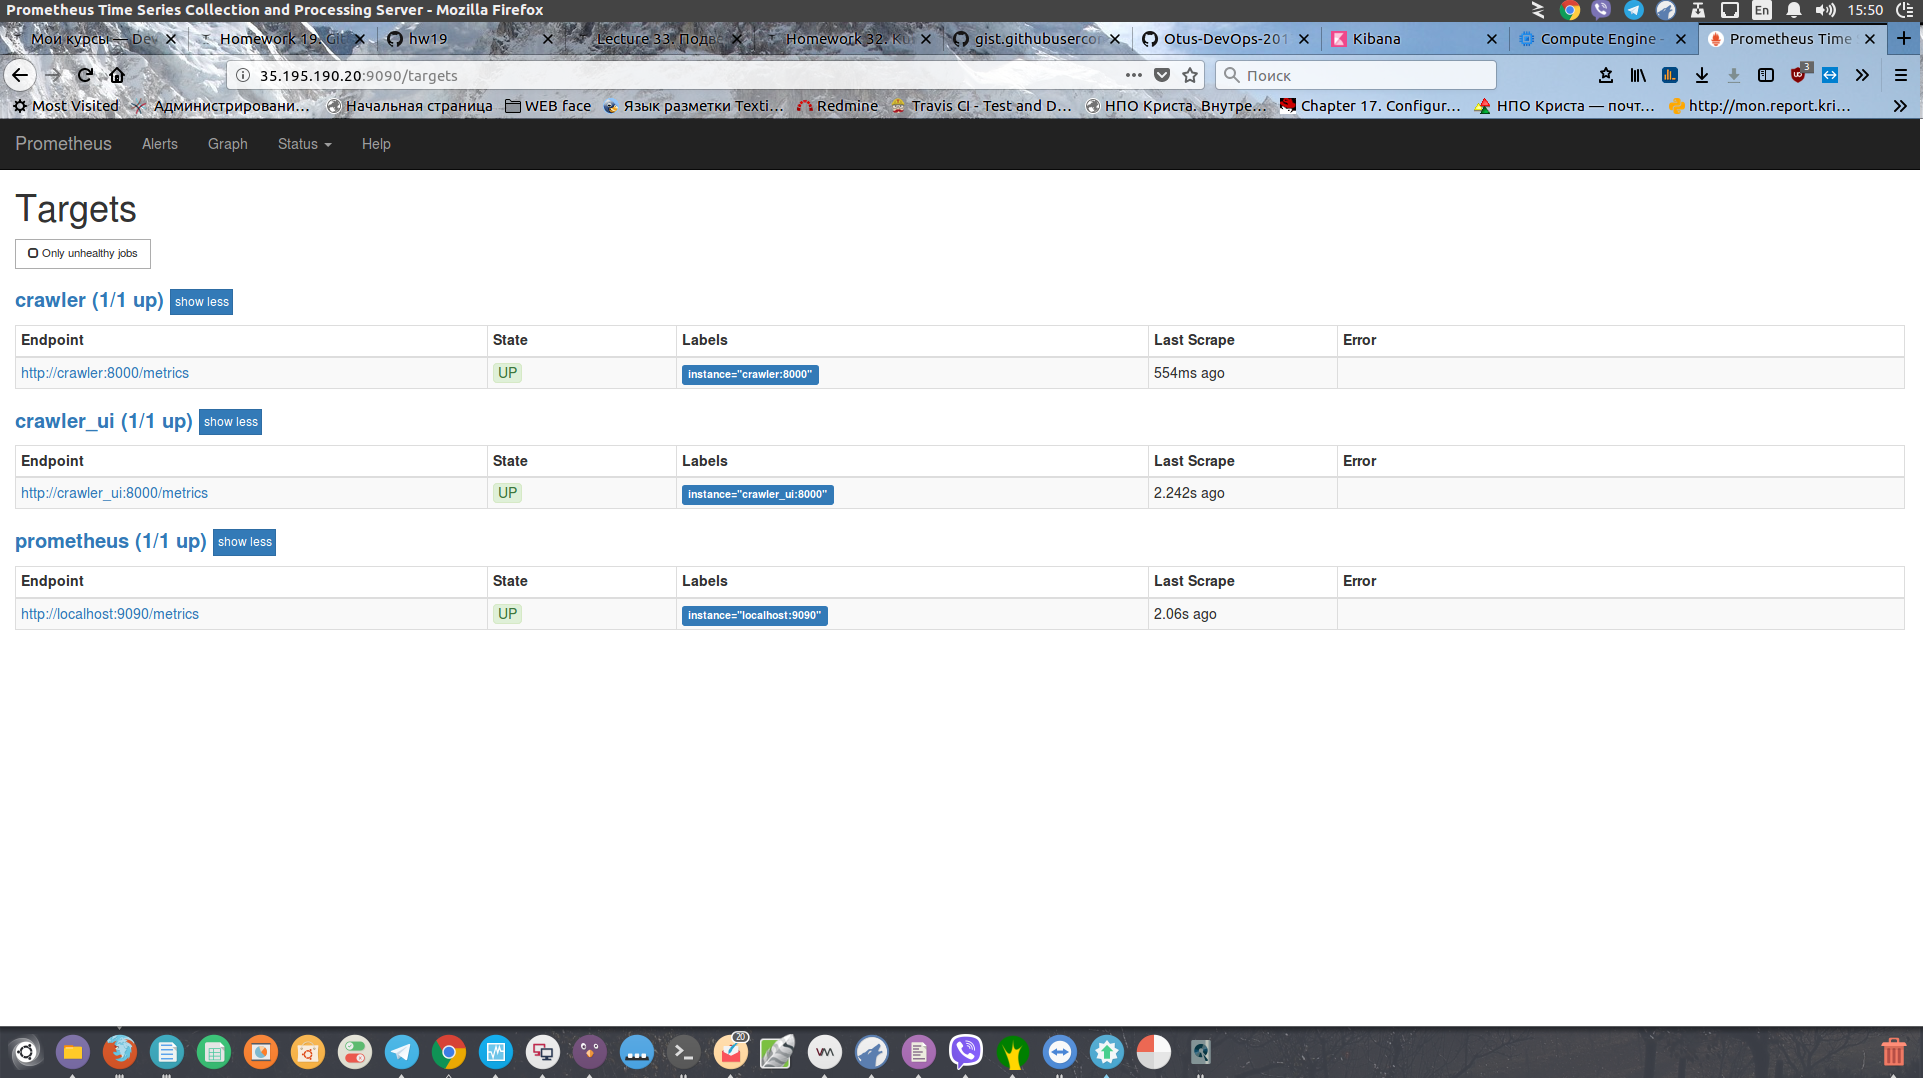 Prometheus Time Series Collection and Processing Server - Mozilla Firefox
En
15:50
Мои курсы — Dev
Homework 19. Git
hw19
Lecture 33. Подве
Homework 32. Ku
gist.githubuserco
Otus-DevOps-201
Kibana
Compute Engine -
Prometheus Time
35.195.190.20:9090/targets
Поиск
3
Most Visited
Администрировани…
Начальная страница
WEB face
Язык разметки Texti…
Redmine
Travis CI - Test and D…
НПО Криста. Внутре…
Chapter 17. Configur…
НПО Криста — почт…
http://mon.report.kri…
Prometheus
Alerts
Graph
Status
Help
Targets
Only unhealthy jobs
crawler (1/1 up) show less
Endpoint State Labels Last Scrape Error
http://crawler:8000/metrics UP instance="crawler:8000" 554ms ago
crawler_ui (1/1 up) show less
Endpoint State Labels Last Scrape Error
http://crawler_ui:8000/metrics UP instance="crawler_ui:8000" 2.242s ago
prometheus (1/1 up) show less
Endpoint State Labels Last Scrape Error
http://localhost:9090/metrics UP instance="localhost:9090" 2.06s ago
20